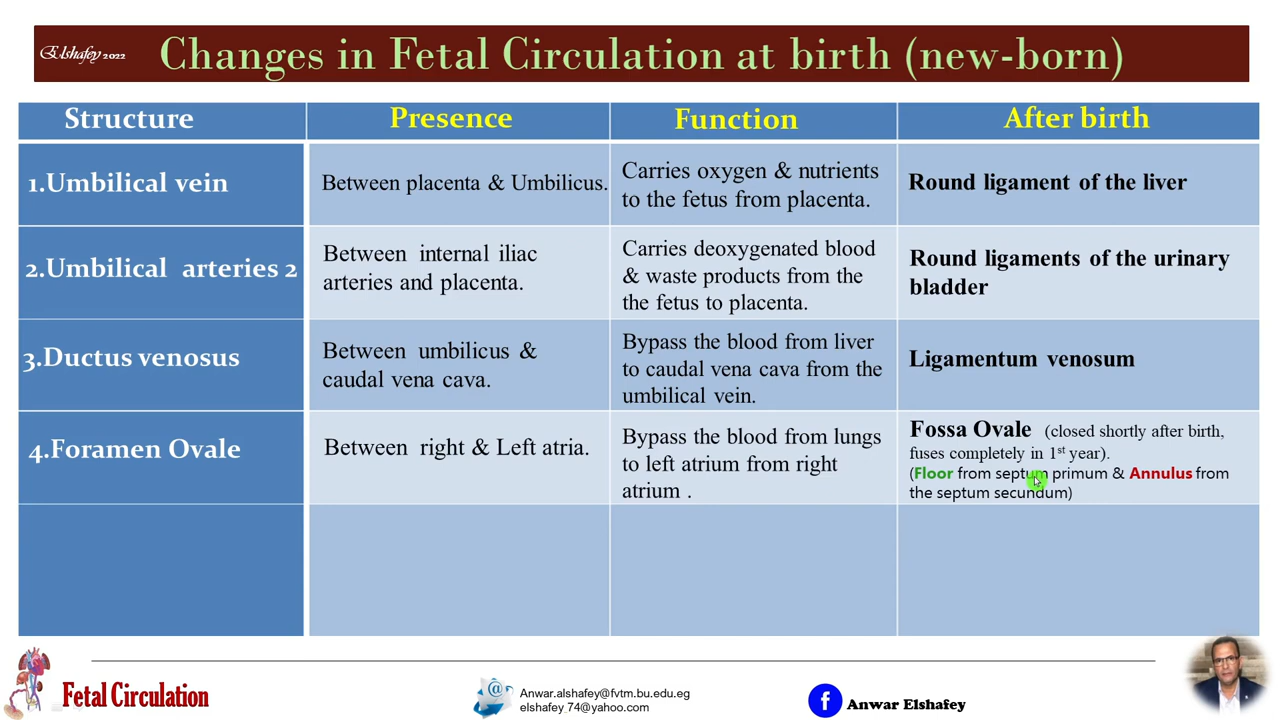 Elshafey 2022
Changes in Fetal Circulation at birth (new-born)
Structure
Presence
Function
After birth
1.Umbilical vein
Between placenta & Umbilicus.
Carries oxygen & nutrients
to the fetus from placenta.
Round ligament of the liver
2.Umbilical arteries 2
Between internal iliac
arteries and placenta.
Carries deoxygenated blood
& waste products from the
the fetus to placenta.
Round ligaments of the urinary
bladder
3.Ductus venosus
Between umbilicus &
caudal vena cava.
Bypass the blood from liver
to caudal vena cava from the
umbilical vein.
Ligamentum venosum
4.Foramen Ovale
Between right & Left atria.
Bypass the blood from lungs
to left atrium from right
atrium .
Fossa Ovale (closed shortly after birth,
fuses completely in 1st year).
(Floor from septum primum & Annulus from
the septum secundum)
Fetal Circulation
@
Anwar.alshafey@fvtm.bu.edu.eg
elshafey 74@yahoo.com
f
Anwar Elshafey